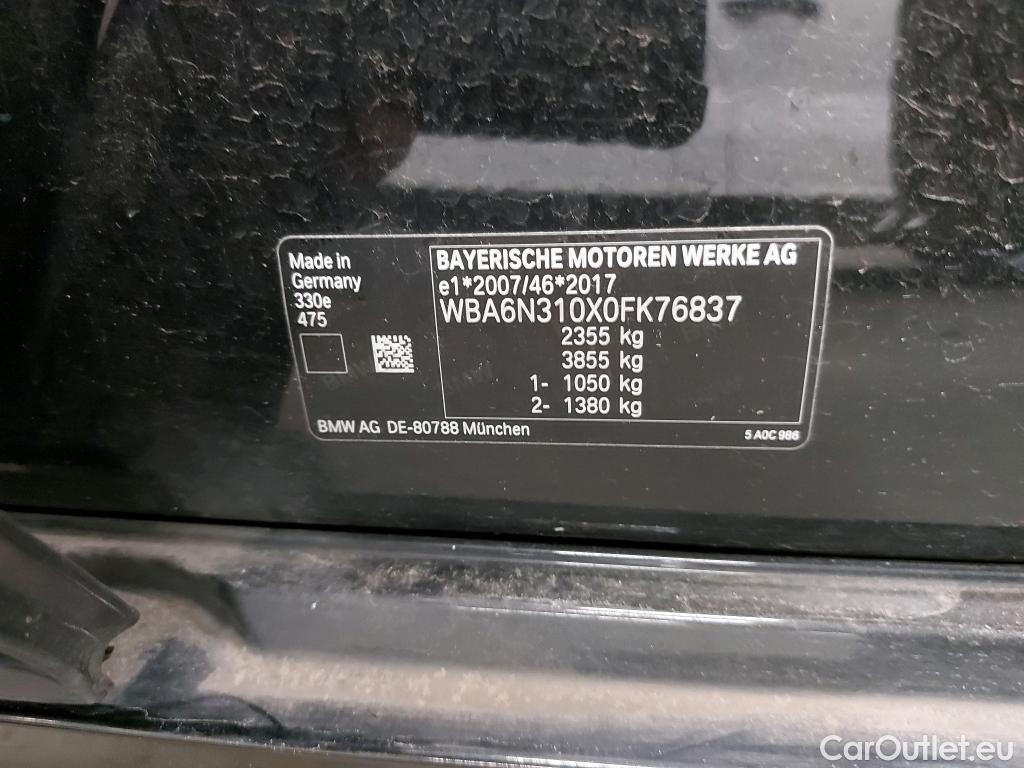 Made in
Germany
330e
475
BAYERISCHE MOTOREN WERKE AG
e1*2007/46*2017
WBA6N310X0FK76837
2355 kg
3855 kg
1- 1050 kg
2- 1380 kg
BMW AG DE-80788 München
5 A0C 986
CarOutlet.eu